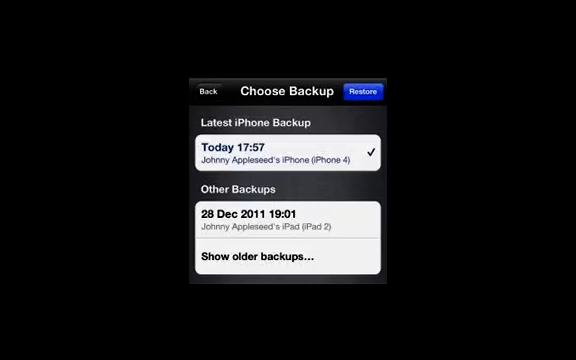 Back Choose Backup Restore
Latest iPhone Backup
Today 17:57
Johnny Appleseed's iPhone (iPhone 4)
Other Backups
28 Dec 2011 19:01
Johnny Appleseed's iPad (iPad 2)
Show older backups...